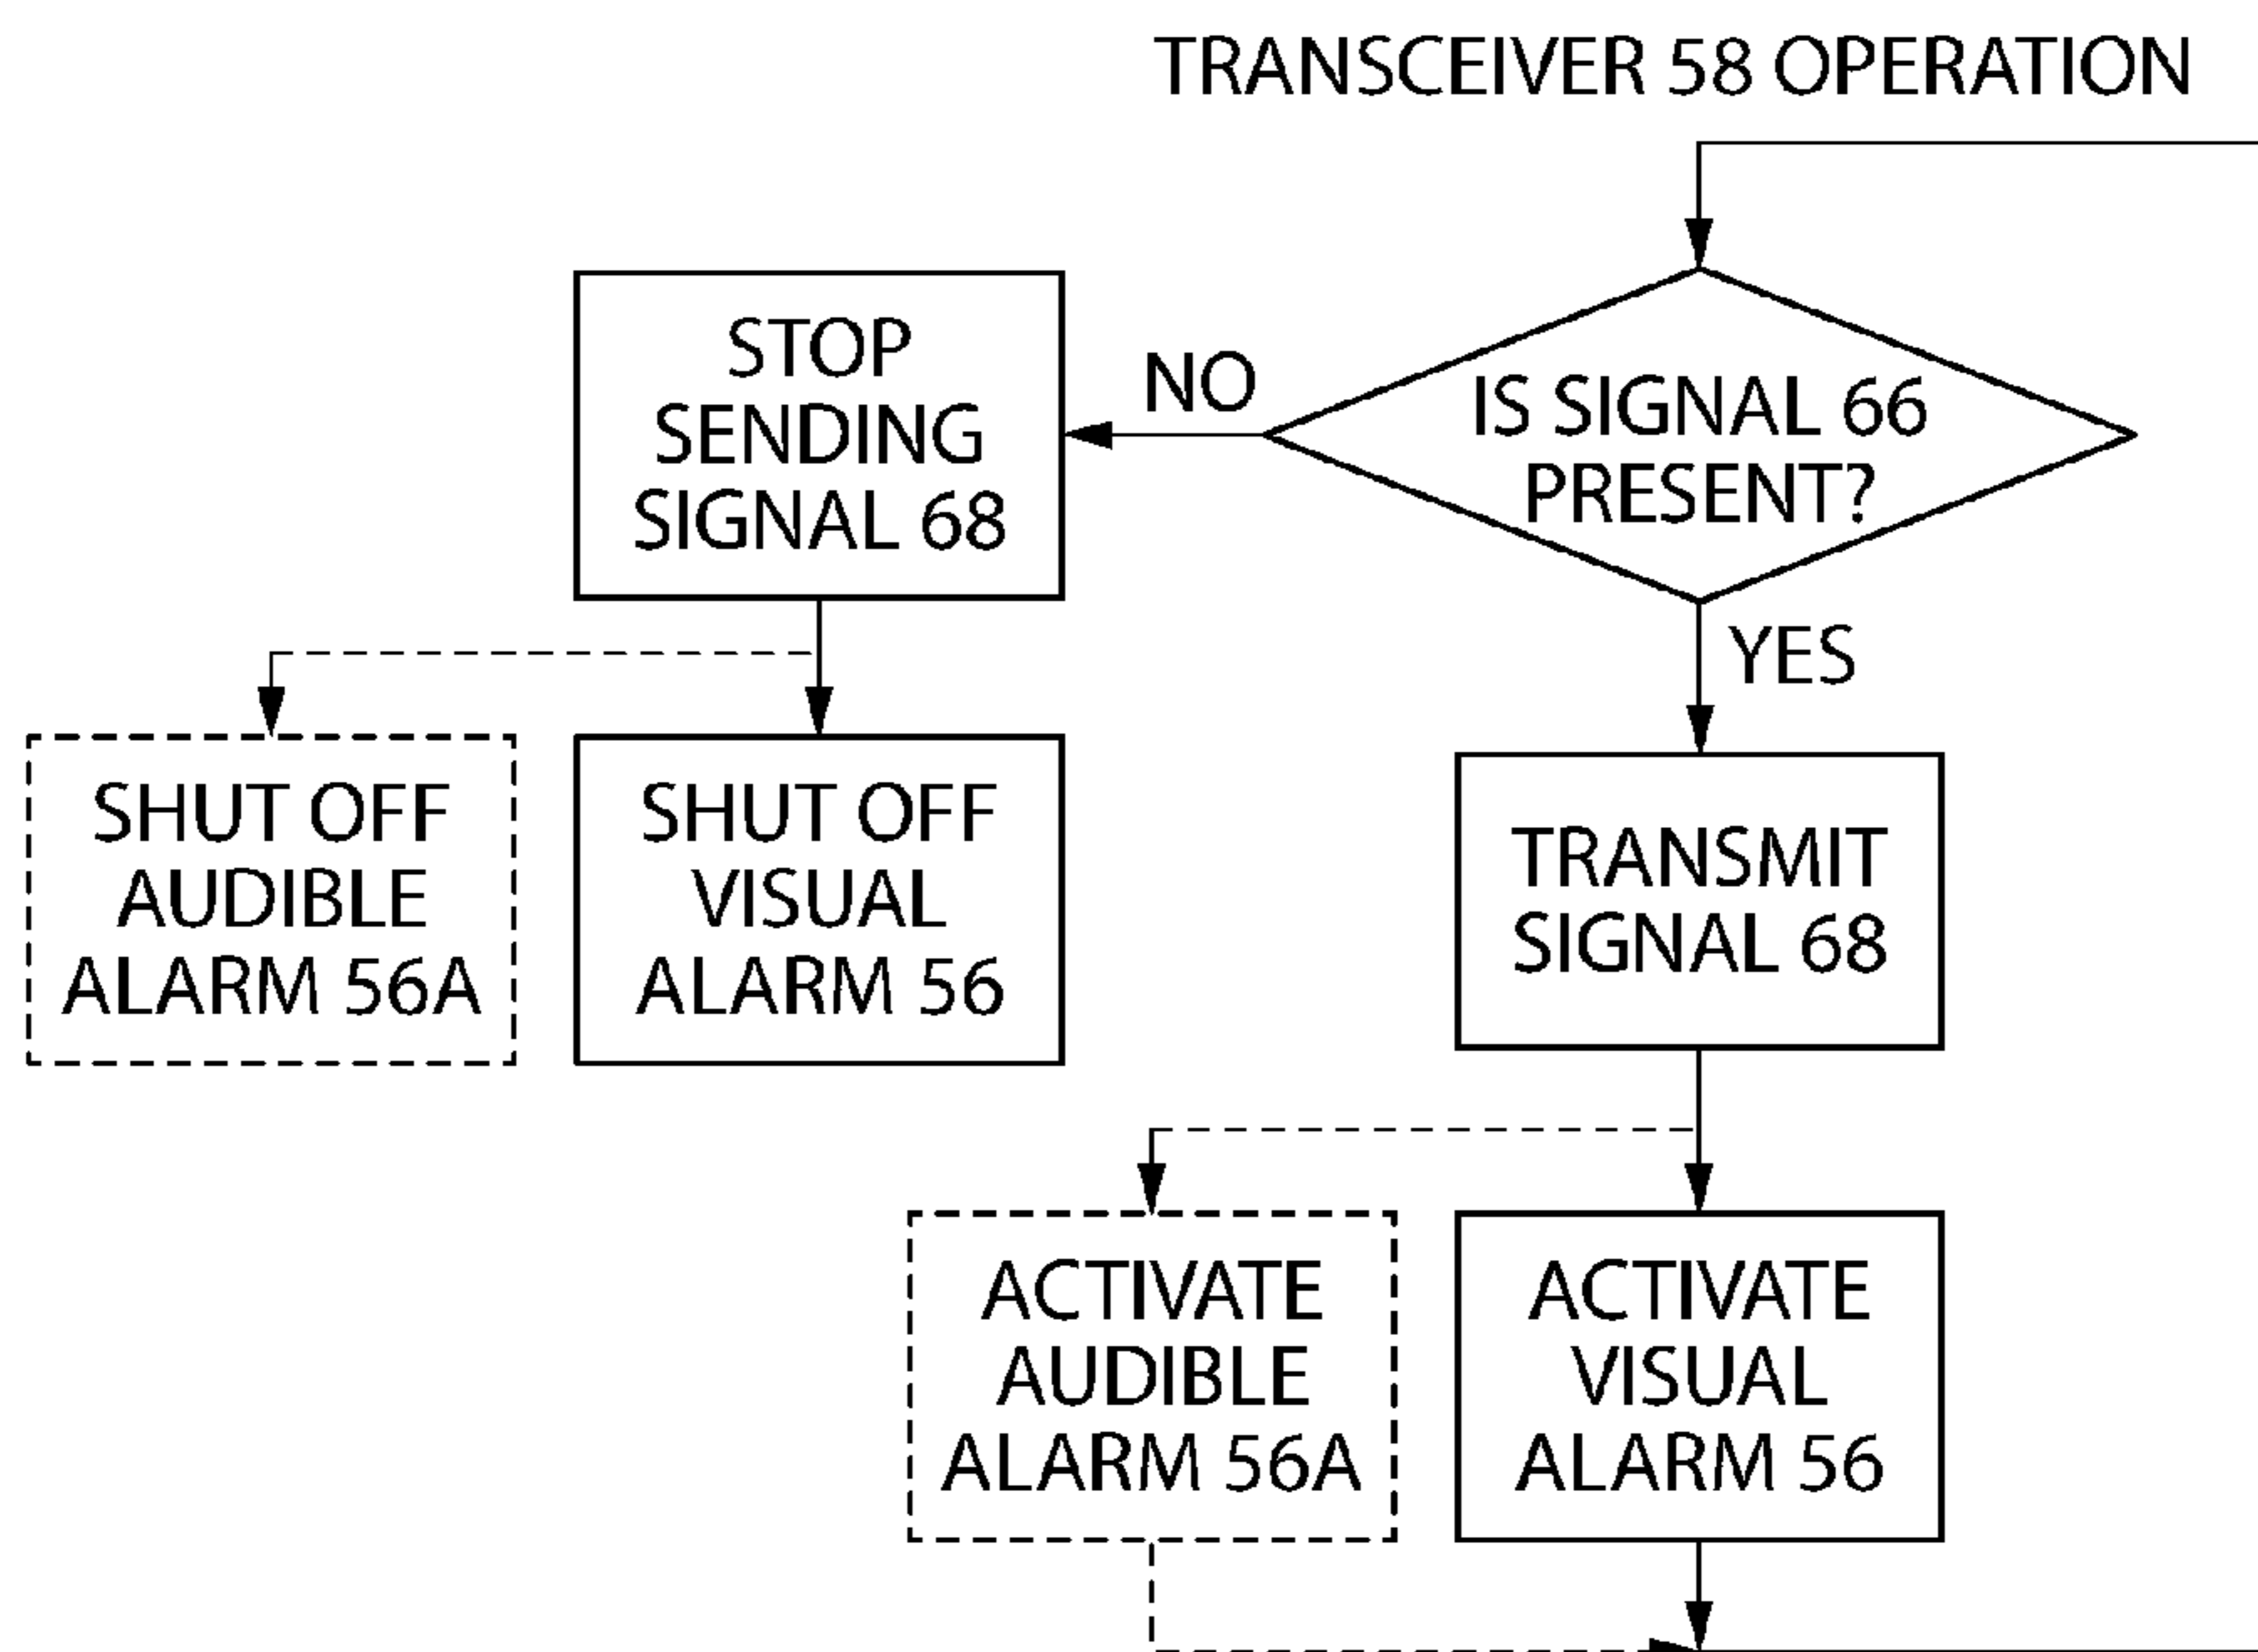 TRANSCEIVER 58 OPERATION
IS SIGNAL 66
PRESENT?
NO
STOP
SENDING
SIGNAL 68
YES
SHUT OFF
AUDIBLE
ALARM 56A
SHUT OFF
VISUAL
ALARM 56
TRANSMIT
SIGNAL 68
ACTIVATE
AUDIBLE
ALARM 56A
ACTIVATE
VISUAL
ALARM 56